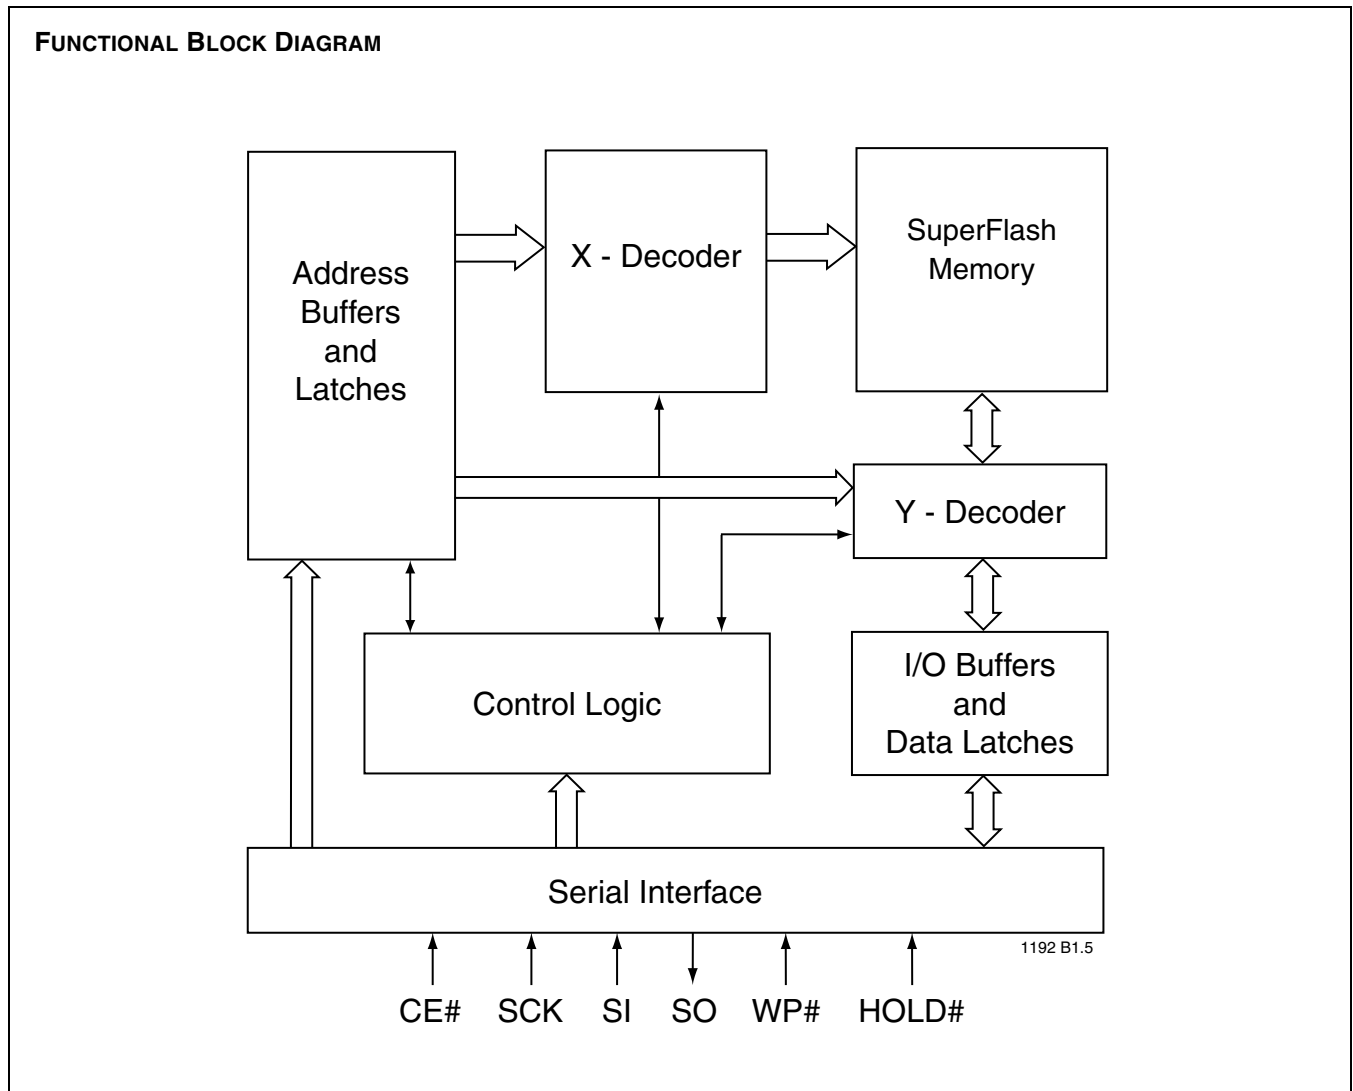 FUNCTIONAL BLOCK DIAGRAM
Address
Buffers
and
Latches
X - Decoder
SuperFlash
Memory
Y - Decoder
Control Logic
I/O Buffers
and
Data Latches
Serial Interface
1192 B1.5
CE# SCK SI SO WP# HOLD#